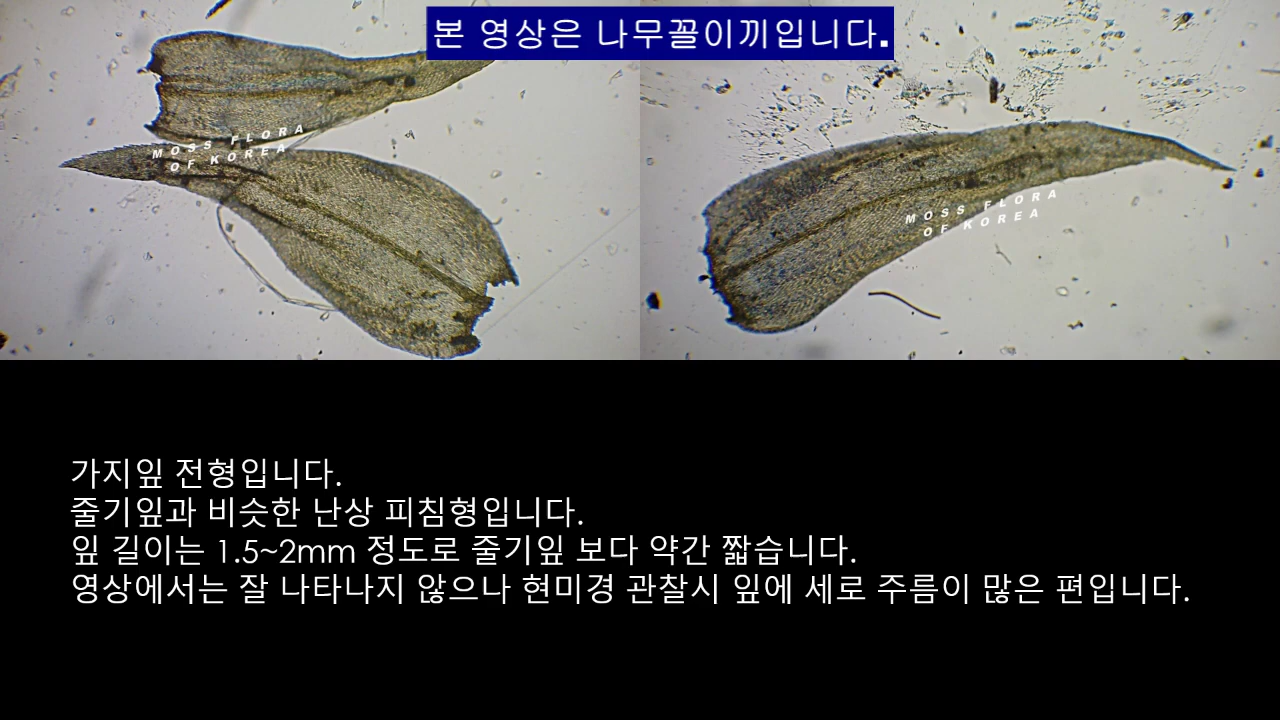 본 영상은 나무꼴이끼입니다.
MOSS FLORA
OF KOREA
MOSS FLORA
OF KOREA
가지잎 전형입니다.
줄기잎과 비슷한 난상 피침형입니다.
잎 길이는 1.5~2mm 정도로 줄기잎 보다 약간 짧습니다.
영상에서는 잘 나타나지 않으나 현미경 관찰시 잎에 세로 주름이 많은 편입니다.